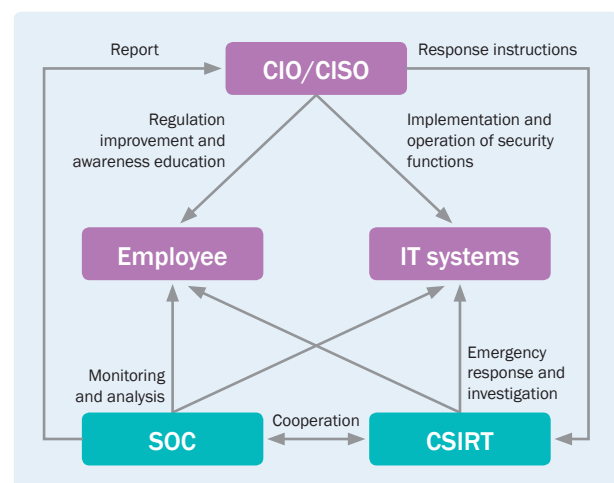 Report
CIO/CISO
Response instructions
Regulation
improvement and
awareness education
Implementation and
operation of security
functions
Employee
IT systems
Monitoring
and analysis
Emergency
response and
investigation
SOC
Cooperation
CSIRT